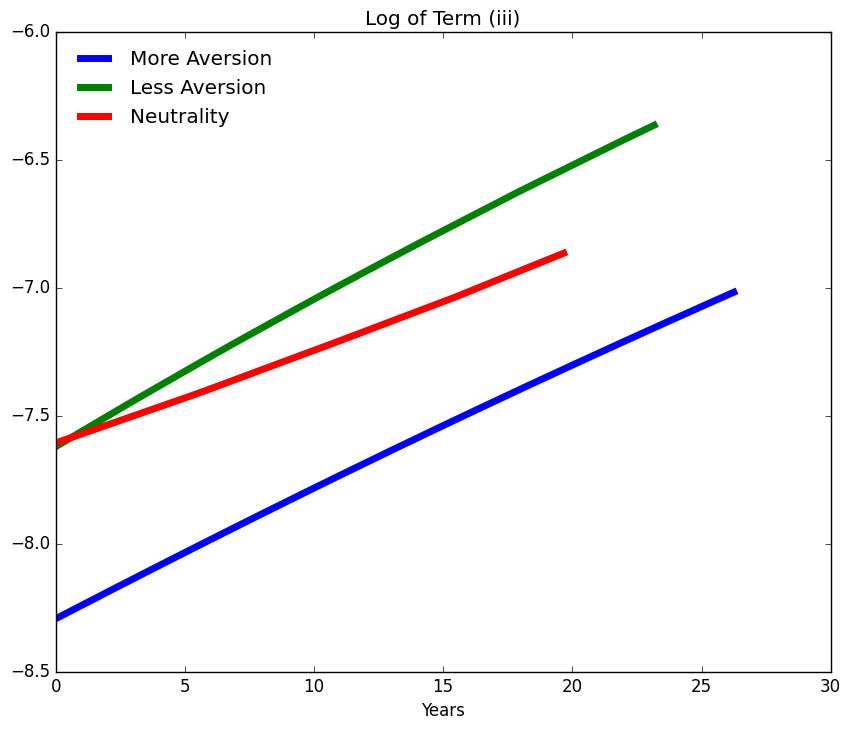 Log of Term (iii)
−6.0
−6.5
−7.0
−7.5
−8.0
−8.5
More Aversion
Less Aversion
Neutrality
0 5 10 15 20 25 30
Years